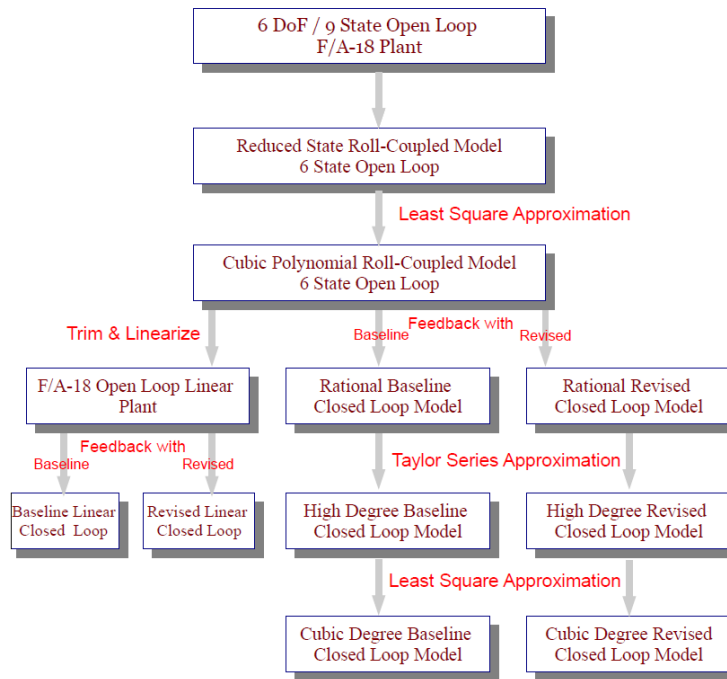 6 DoF / 9 State Open Loop
F/A-18 Plant
Reduced State Roll-Coupled Model
6 State Open Loop
Least Square Approximation
Cubic Polynomial Roll-Coupled Model
6 State Open Loop
Trim & Linearize
Feedback with
Baseline
Revised
F/A-18 Open Loop Linear
Plant
Rational Baseline
Closed Loop Model
Rational Revised
Closed Loop Model
Feedback with
Baseline
Revised
Taylor Series Approximation
Baseline Linear
Closed Loop
Revised Linear
Closed Loop
High Degree Baseline
Closed Loop Model
High Degree Revised
Closed Loop Model
Least Square Approximation
Cubic Degree Baseline
Closed Loop Model
Cubic Degree Revised
Closed Loop Model